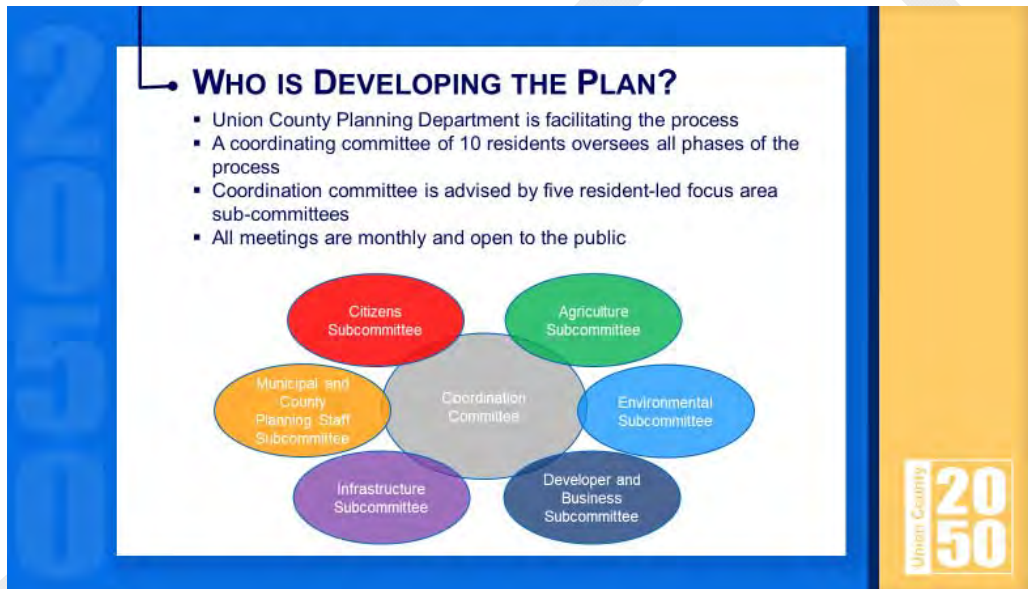 2050
WHO IS DEVELOPING THE PLAN?
▪ Union County Planning Department is facilitating the process
▪ A coordinating committee of 10 residents oversees all phases of the
process
▪ Coordination committee is advised by five resident-led focus area
sub-committees
▪ All meetings are monthly and open to the public
Citizens
Subcommittee
Agriculture
Subcommittee
Municipal and
County
Planning Staff
Subcommittee
Coordination
Committee
Environmental
Subcommittee
Infrastructure
Subcommittee
Developer and
Business
Subcommittee
Union County
20
50